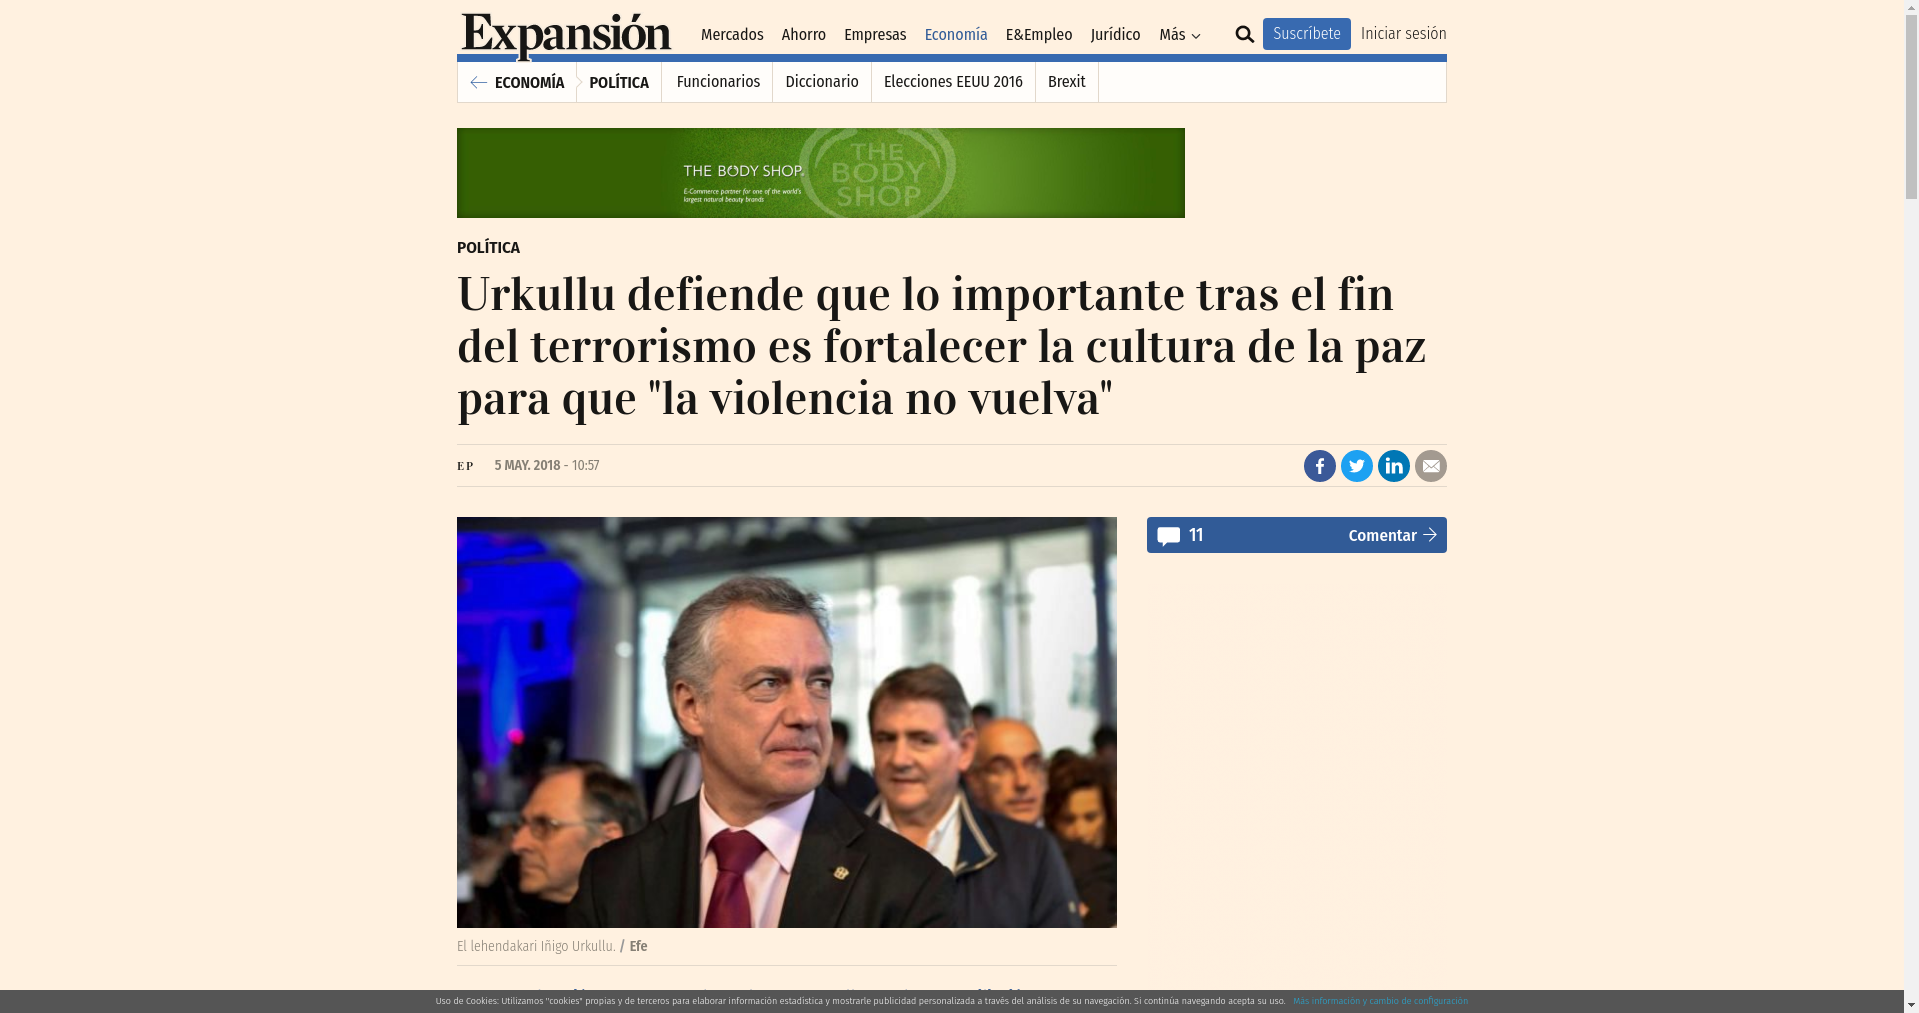 Expansión
Mercados Ahorro Empresas Economía E&Empleo Jurídico Más Suscríbete Iniciar sesión
ECONOMÍA POLÍTICA Funcionarios Diccionario Elecciones EEUU 2016 Brexit
THE BODY SHOP.
E-Commerce partner for one of the world's
largest natural beauty brands
THE
BODY
SHOP
POLÍTICA
Urkullu defiende que lo importante tras el fin
del terrorismo es fortalecer la cultura de la paz
para que "la violencia no vuelva"
EP 5 MAY. 2018 - 10:57
11 Comentar
El lehendakari Iñigo Urkullu. / Efe
Uso de Cookies: Utilizamos "cookies" propias y de terceros para elaborar información estadística y mostrarle publicidad personalizada a través del análisis de su navegación. Si continúa navegando acepta su uso. Más información y cambio de configuración